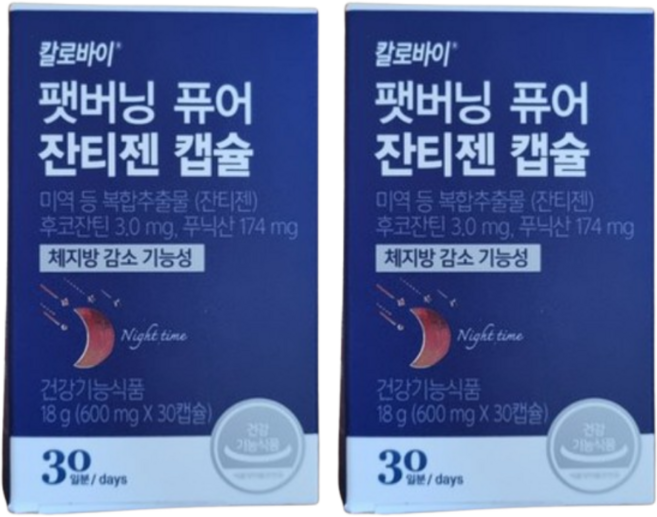 칼로바이®
팻버닝 퓨어
잔티젠 캡슐
미역 등 복합추출물 (잔티젠)
후코잔틴 3.0 mg, 푸닉산 174 mg
체지방 감소 기능성
Night time
건강기능식품
18 g (600 mg X 30캡슐)
건강
기능식품
30
일분/days
칼로바이®
팻버닝 퓨어
잔티젠 캡슐
미역 등 복합추출물 (잔티젠)
후코잔틴 3.0 mg, 푸닉산 174 mg
체지방 감소 기능성
Night time
건강기능식품
18 g (600 mg X 30캡슐)
건강
기능식품
30
일분/days